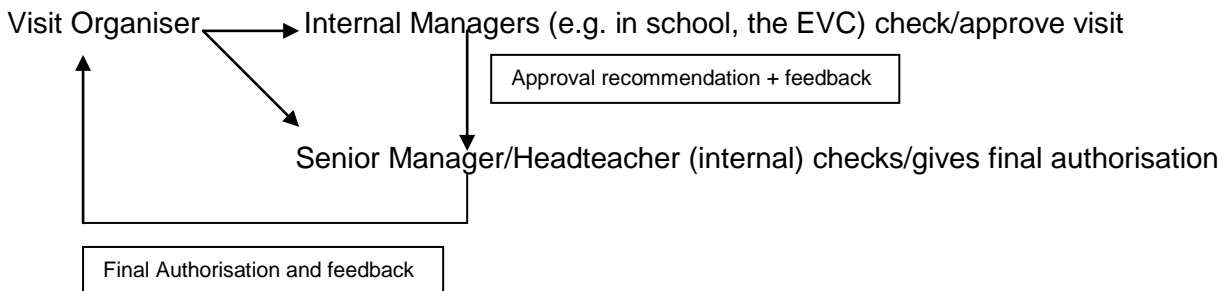 Visit Organiser Internal Managers (e.g. in school, the EVC) check/approve visit
Approval recommendation + feedback
Senior Manager/Headteacher (internal) checks/gives final authorisation
Final Authorisation and feedback